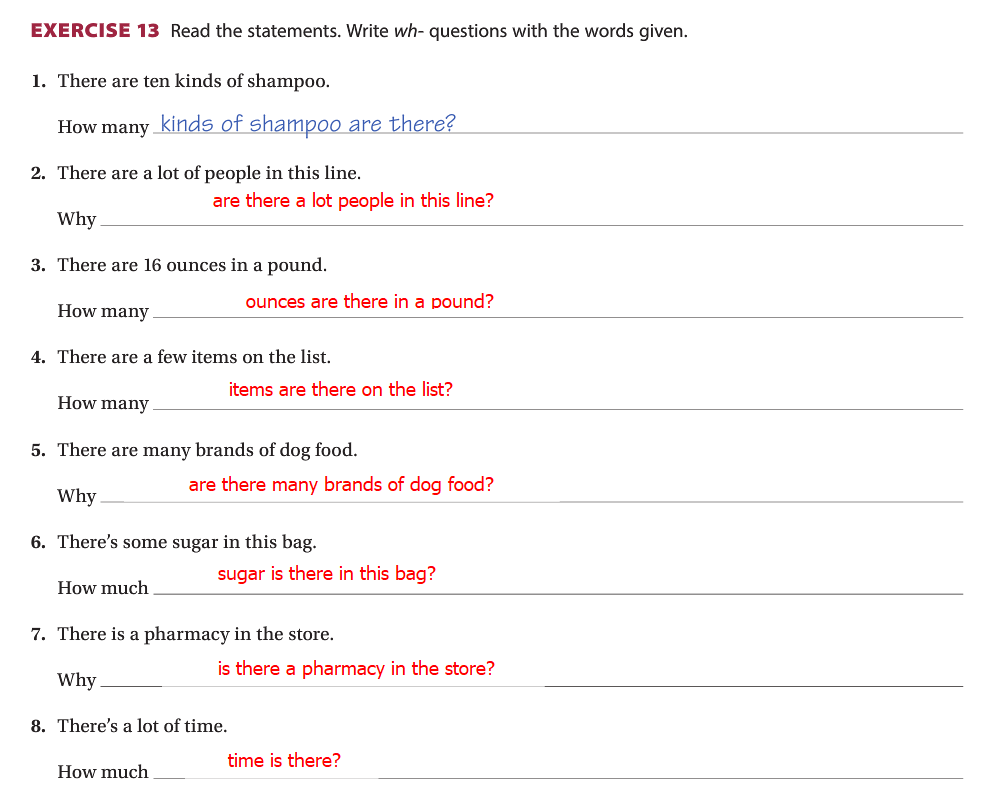 EXERCISE 13 Read the statements. Write wh- questions with the words given.
1. There are ten kinds of shampoo.
How many kinds of shampoo are there?
2. There are a lot of people in this line.
Why are there a lot people in this line?
3. There are 16 ounces in a pound.
How many ounces are there in a pound?
4. There are a few items on the list.
How many items are there on the list?
5. There are many brands of dog food.
Why are there many brands of dog food?
6. There's some sugar in this bag.
How much sugar is there in this bag?
7. There is a pharmacy in the store.
Why is there a pharmacy in the store?
8. There's a lot of time.
How much time is there?